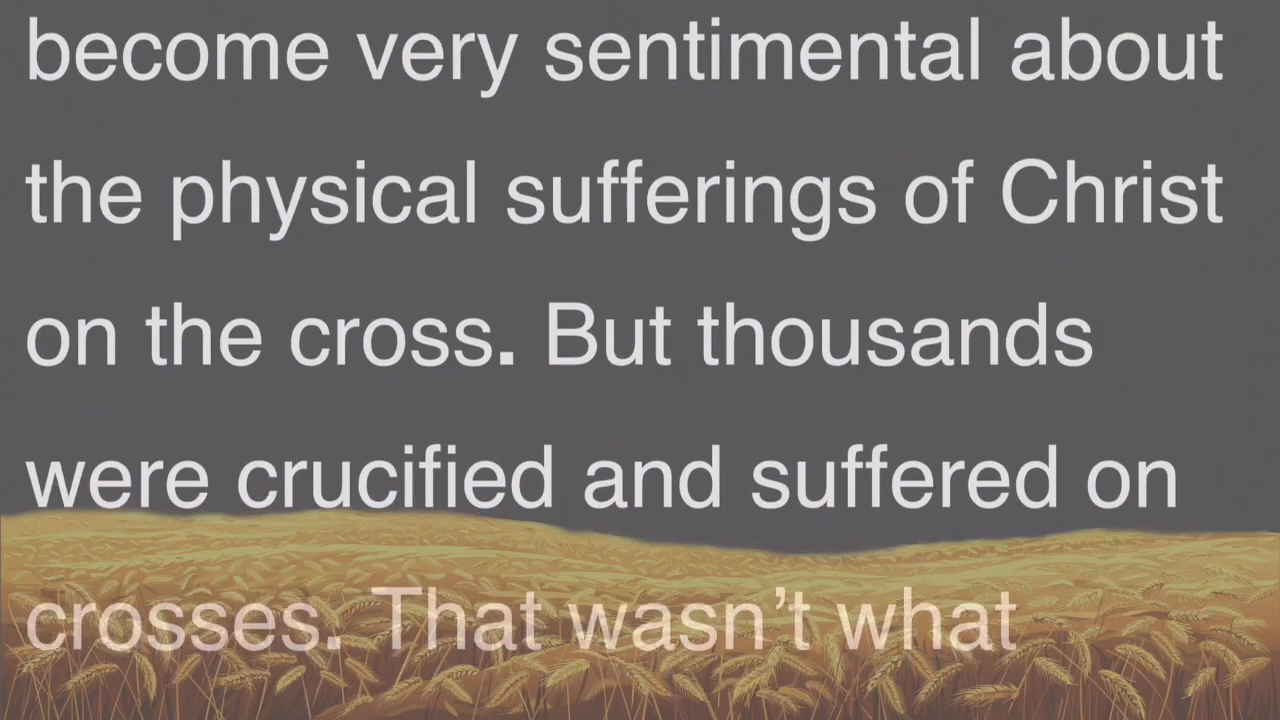 become very sentimental about
the physical sufferings of Christ
on the cross. But thousands
were crucified and suffered on
crosses. That wasn’t what